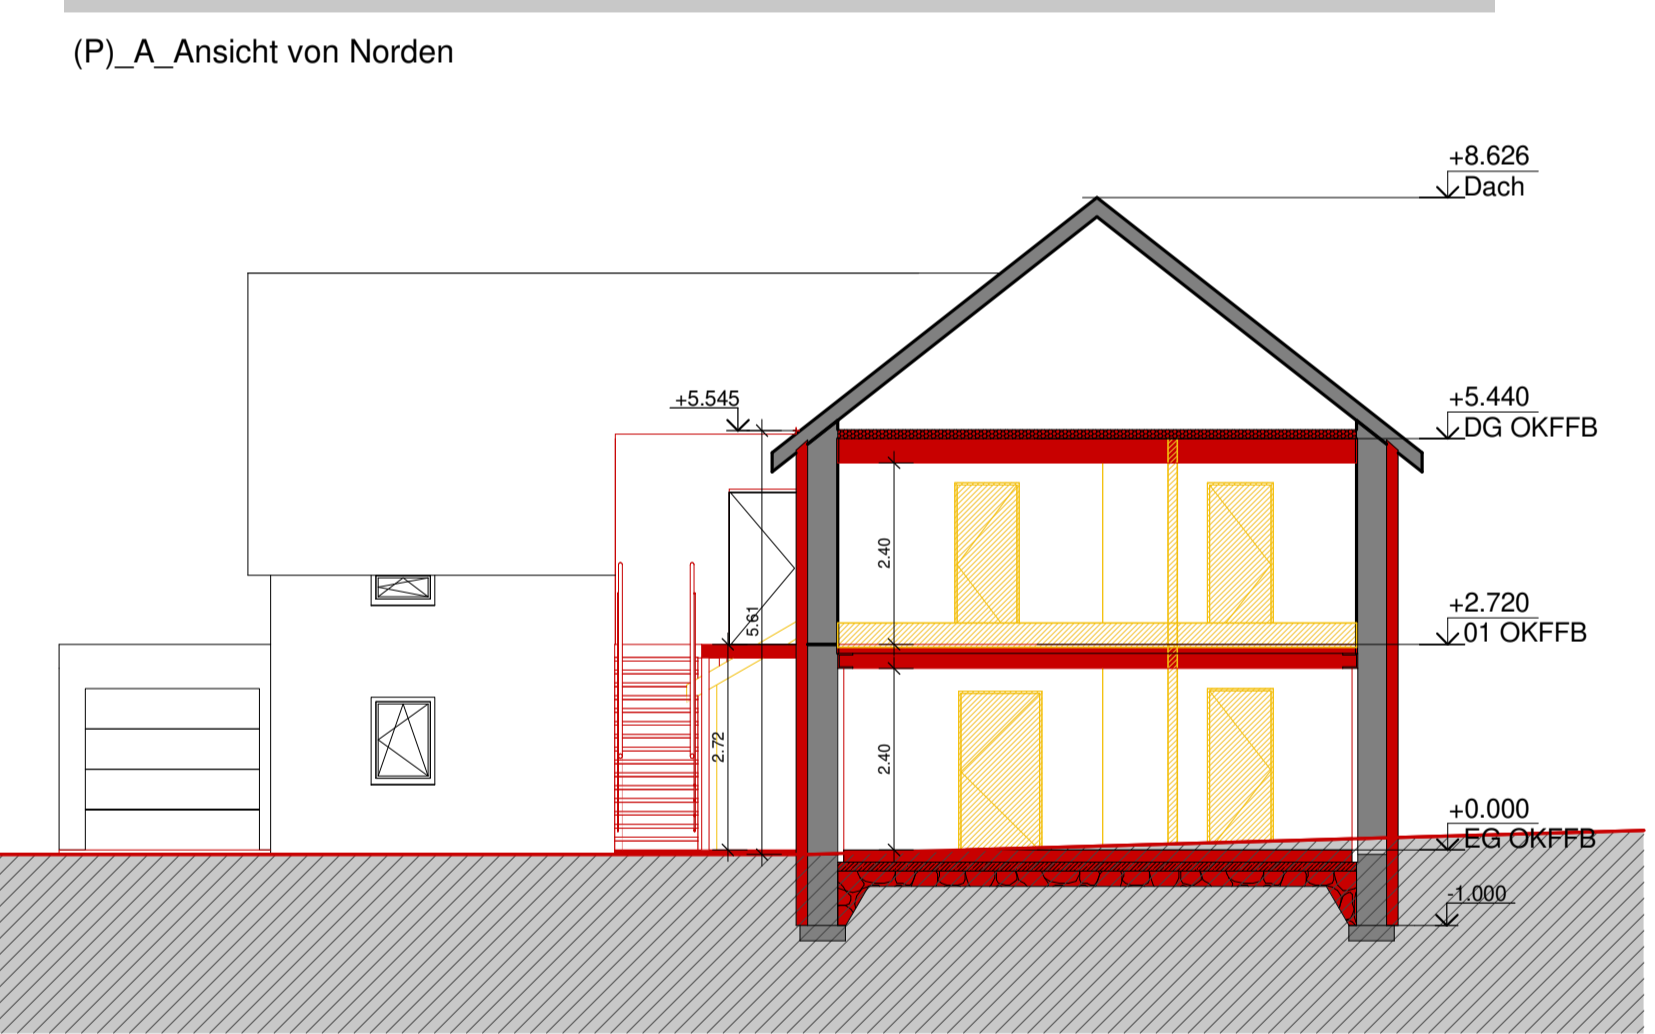 (P)_A_Ansicht von Norden
+8.626
Dach
+5.545
+5.440
DG OKFFB
2.40
5.61
+2.720
01 OKFFB
2.72
2.40
+0.000
EG OKFFB
-1.000